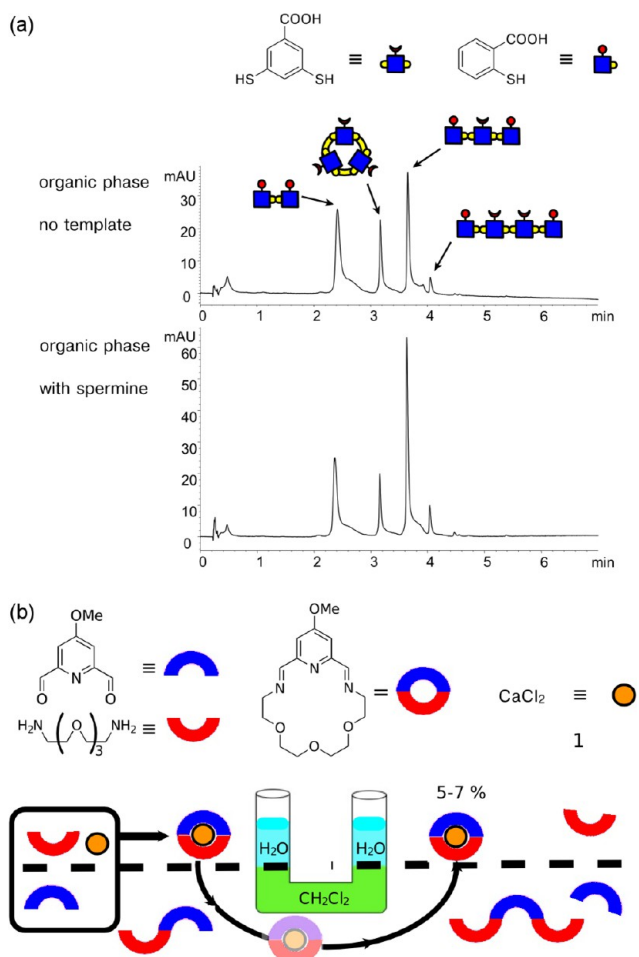 (a)
COOH
HS
SH
≡
COOH
SH
≡
organic phase
no template
mAU
30
20
10
0
0 1 2 3 4 5 6 min
organic phase
with spermine
mAU
60
50
40
30
20
10
0
0 1 2 3 4 5 6 min
(b)
OMe
N
O O
≡
H₂N ( O )₃ NH₂ ≡
OMe
N
N N
O O
O
=
CaCl₂ ≡
1
5-7 %
H₂O H₂O
CH₂Cl₂